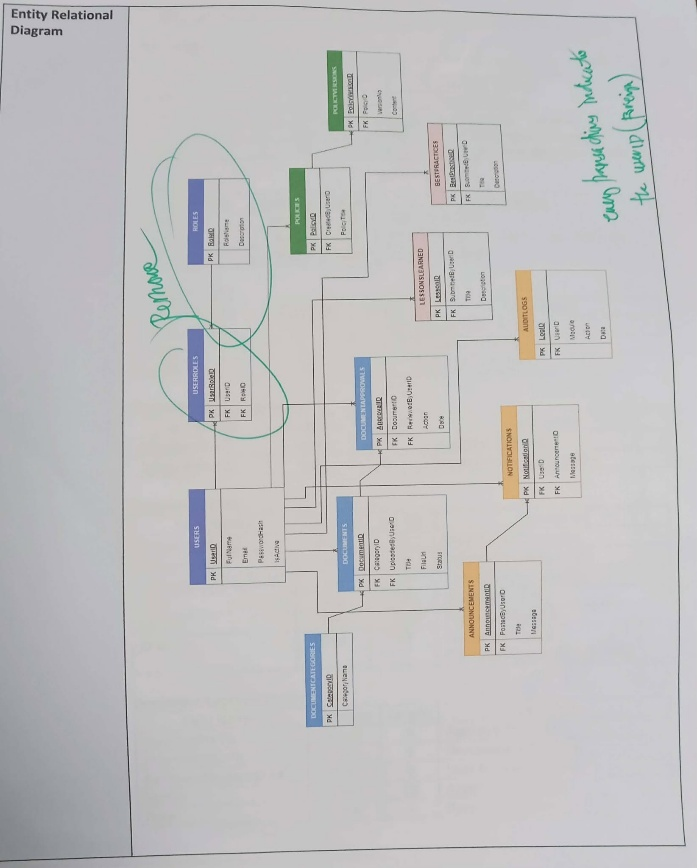 Entity Relational
Diagram
Remove
USERS
PK UserID
FullName
Email
PasswordHash
IsActive
USERROLES
PK UserRoleID
FK UserID
FK RoleID
ROLES
PK RoleID
RoleName
Description
DOCUMENTCATEGORIES
PK CategoryID
CategoryName
DOCUMENTS
PK DocumentID
FK CategoryID
FK UploadedByUserID
Title
FileUrl
Status
DOCUMENTAPPROVALS
PK ApprovalID
FK DocumentID
FK ReviewedByUserID
Action
Date
POLICIES
PK PolicyID
FK CreatedByUserID
PolicyTitle
POLICYVERSIONS
PK PolicyVersionID
FK PolicyID
VersionNo
Content
LESSONSLEARNED
PK LessonID
FK SubmittedByUserID
Title
Description
BESTPRACTICES
PK BestPracticeID
FK SubmittedByUserID
Title
Description
ANNOUNCEMENTS
PK AnnouncementID
FK PostedByUserID
Title
Message
NOTIFICATIONS
PK NotificationID
FK UserID
FK AnnouncementID
Message
AUDITLOGS
PK LogID
FK UserID
Module
Action
Date
every transactions indicate
the userID (Foreign)